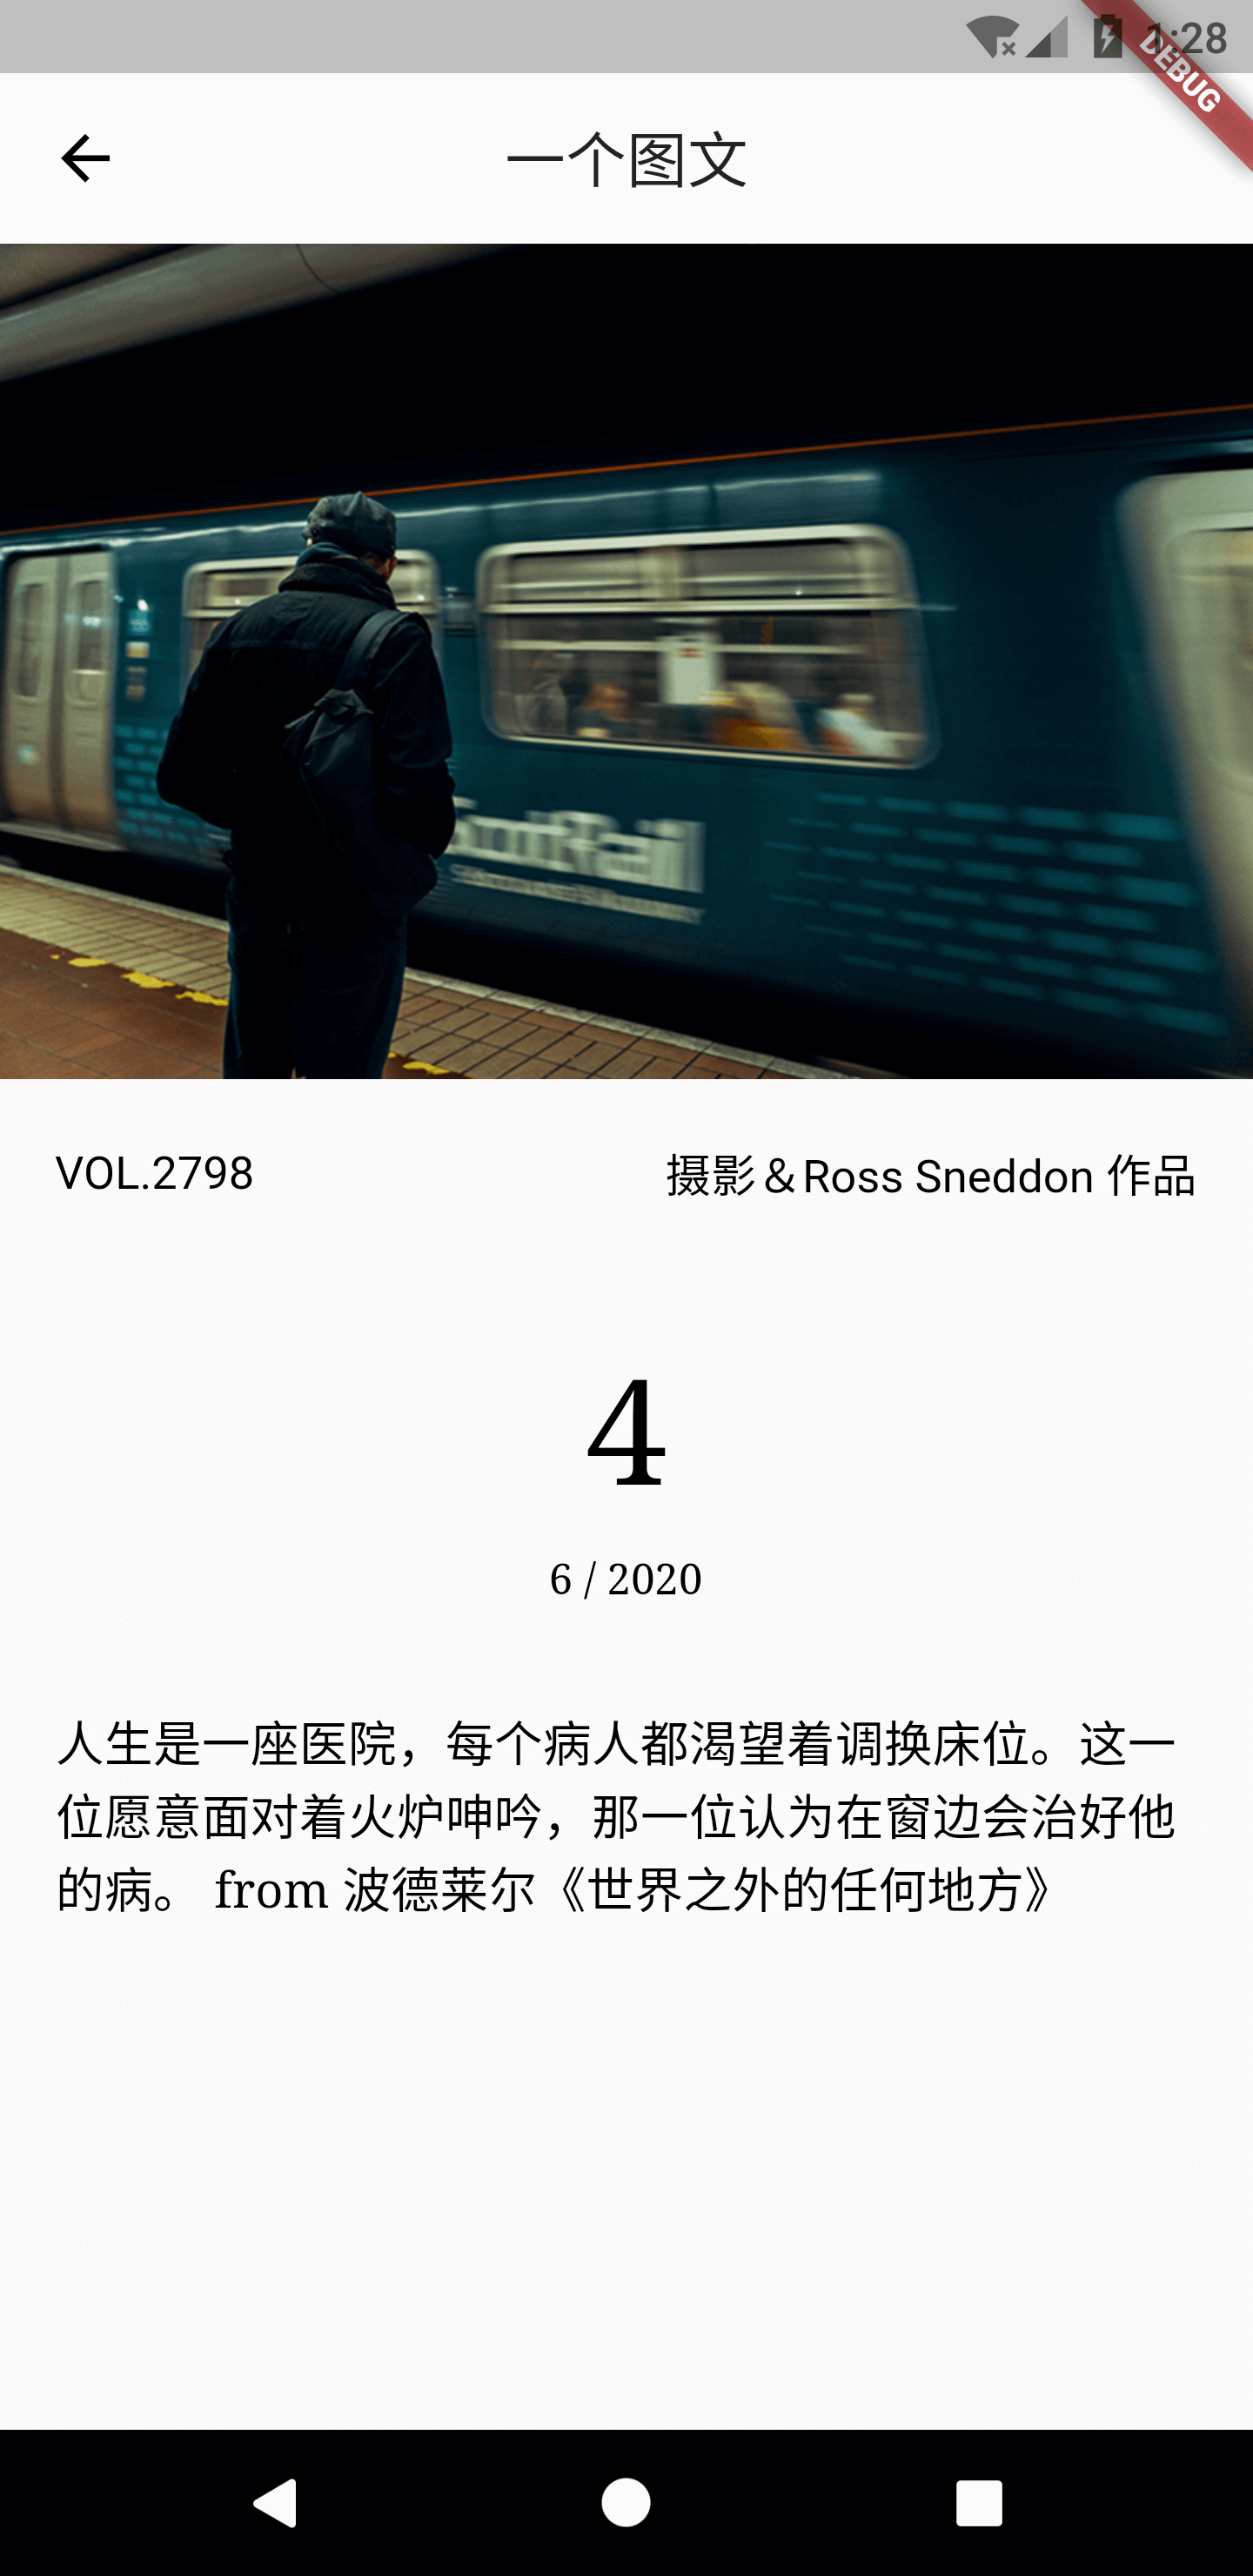 1:28
DEBUG
一个图文
ScotRail
VOL.2798
摄影＆Ross Sneddon 作品
4
6 / 2020
人生是一座医院，每个病人都渴望着调换床位。这一
位愿意面对着火炉呻吟，那一位认为在窗边会治好他
的病。 from 波德莱尔《世界之外的任何地方》